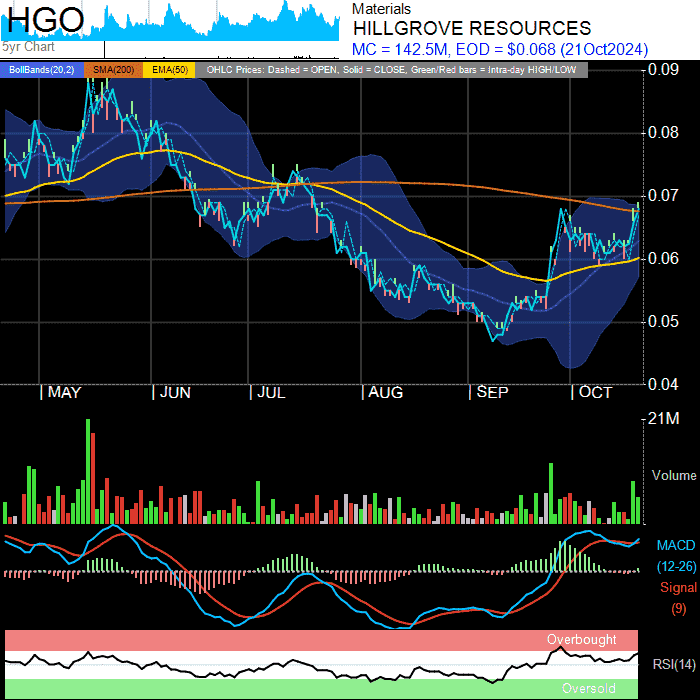 HGO
5yr Chart
Materials
HILLGROVE RESOURCES
MC = 142.5M, EOD = $0.068 (21Oct2024)
BollBands(20,2) SMA(200) EMA(50) OHLC Prices: Dashed = OPEN, Solid = CLOSE, Green/Red bars = Intra-day HIGH/LOW
0.09
0.08
0.07
0.06
0.05
0.04
MAY JUN JUL AUG SEP OCT
21M
Volume
MACD
(12-26)
Signal
(9)
Overbought
RSI(14)
Oversold